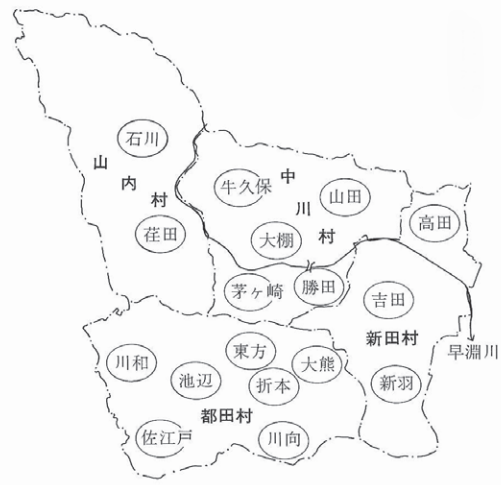 石川
山内村
荏田
牛久保
中川村
山田
大棚
高田
茅ヶ崎
勝田
吉田
新田村
早淵川
新羽
川和
東方
大熊
池辺
折本
都田村
佐江戸
川向